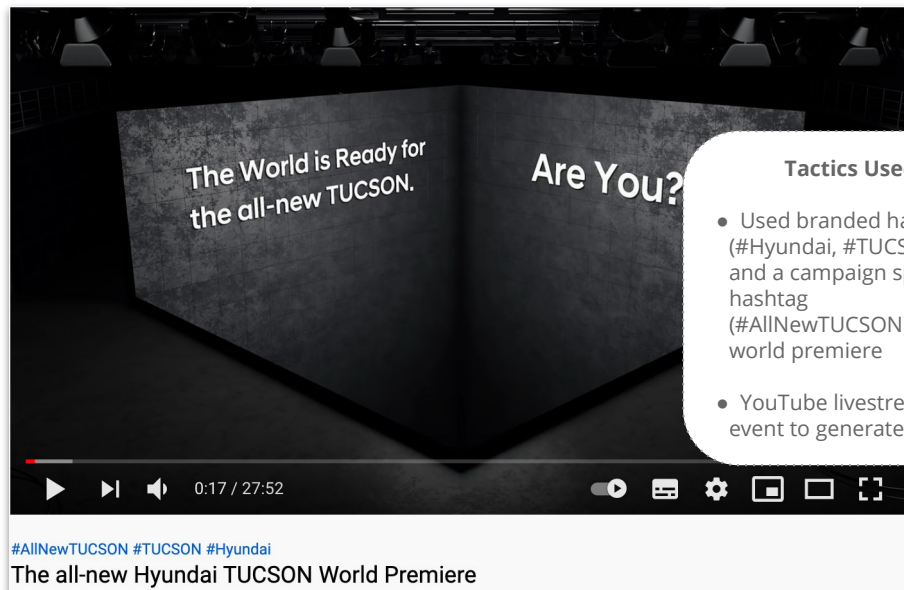 The World is Ready for
the all-new TUCSON.
Are You?
Tactics Use
● Used branded ha
(#Hyundai, #TUCS
and a campaign s
hashtag
(#AllNewTUCSON
world premiere
● YouTube livestre
event to generate
0:17 / 27:52
#AllNewTUCSON #TUCSON #Hyundai
The all-new Hyundai TUCSON World Premiere